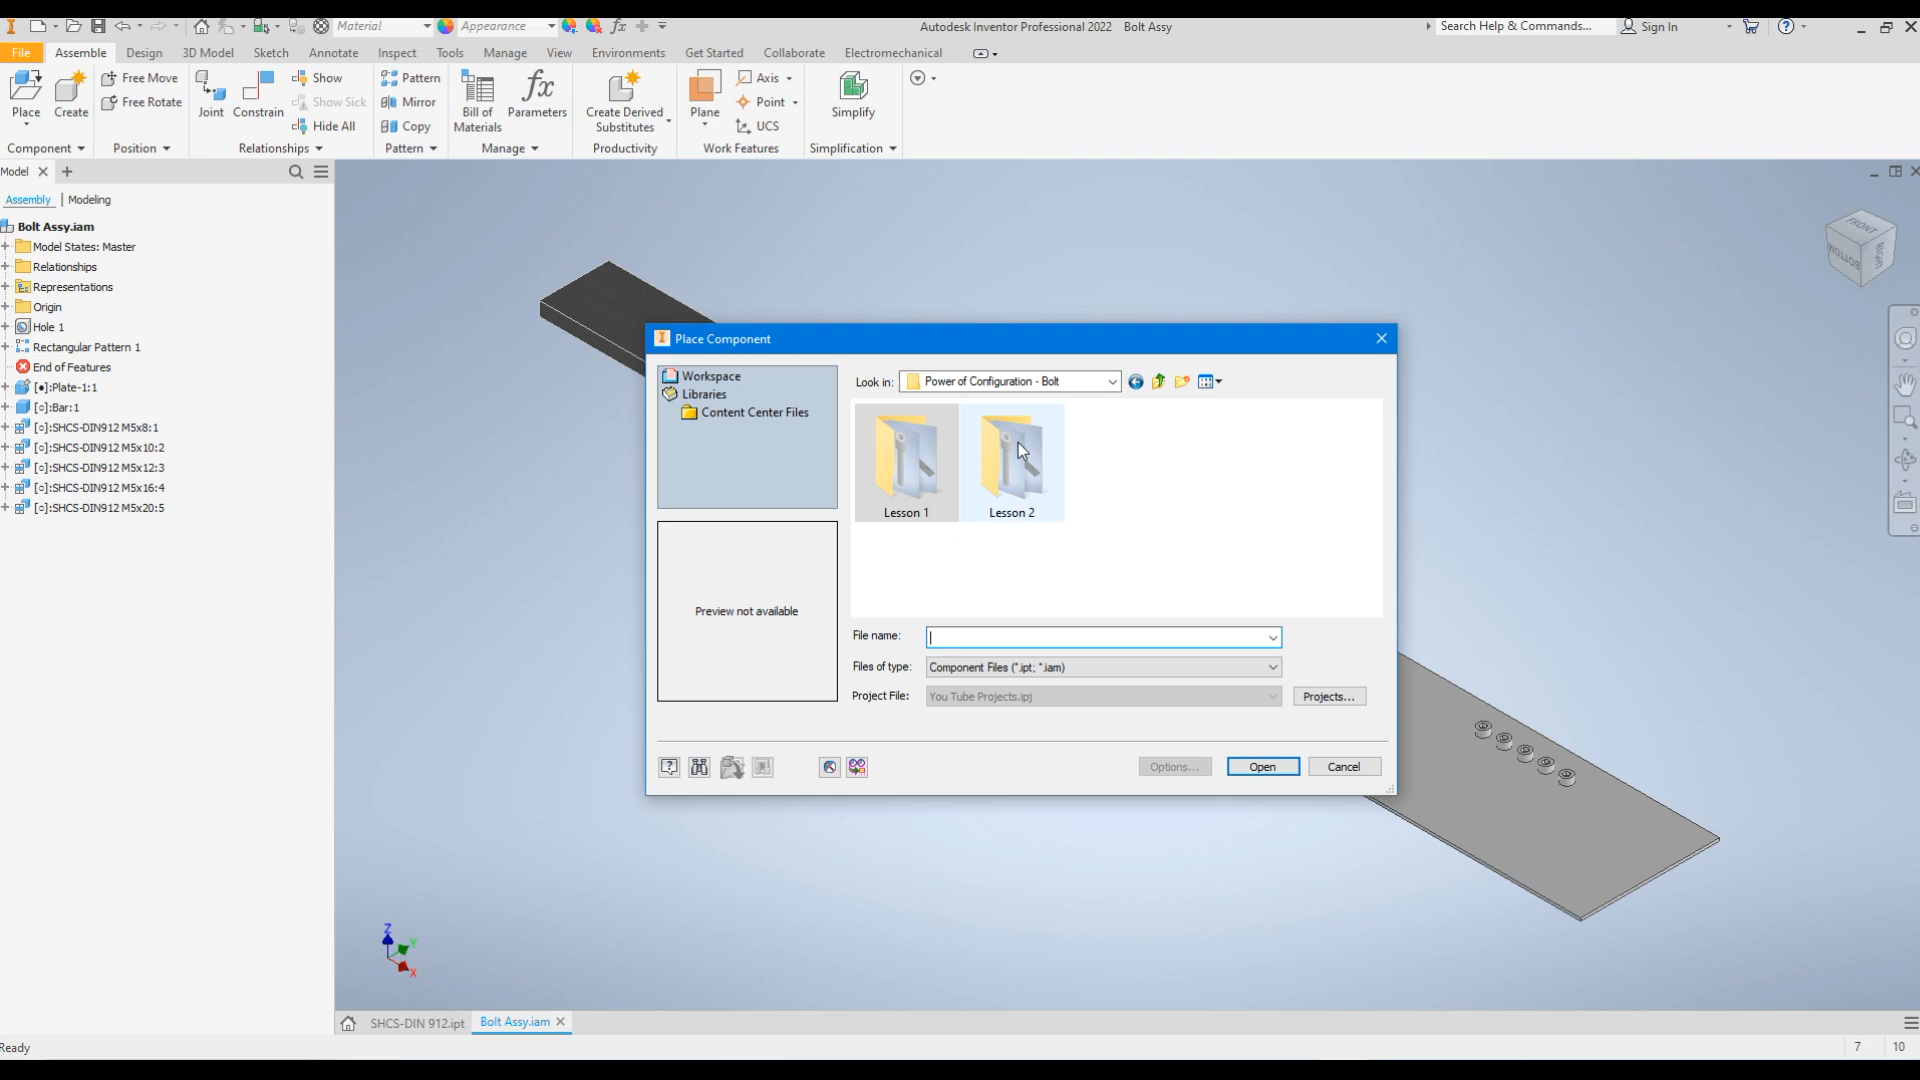 Material
Appearance
Autodesk Inventor Professional 2022 Bolt Assy
Search Help & Commands...
Sign In
File Assemble Design 3D Model Sketch Annotate Inspect Tools Manage View Environments Get Started Collaborate Electromechanical
Place
Create
Free Move
Free Rotate
Joint
Constrain
Show
Show Sick
Hide All
Pattern
Mirror
Copy
Bill of
Materials
Parameters
Create Derived
Substitutes
Plane
Axis
Point
UCS
Simplify
Component Position Relationships Pattern Manage Productivity Work Features Simplification
Model
Assembly | Modeling
Bolt Assy.iam
Model States: Master
Relationships
Representations
Origin
Hole 1
Rectangular Pattern 1
End of Features
[●]:Plate-1:1
[○]:Bar:1
[○]:SHCS-DIN912 M5x8:1
[○]:SHCS-DIN912 M5x10:2
[○]:SHCS-DIN912 M5x12:3
[○]:SHCS-DIN912 M5x16:4
[○]:SHCS-DIN912 M5x20:5
FRONT
BOTTOM
RIGHT
Place Component
Workspace
Libraries
Content Center Files
Look in: Power of Configuration - Bolt
Lesson 1
Lesson 2
Preview not available
File name:
Files of type: Component Files (*.ipt; *.iam)
Project File: You Tube Projects.ipj
Projects...
Options...
Open
Cancel
Z
Y
X
SHCS-DIN 912.ipt
Bolt Assy.iam
Ready
7 10